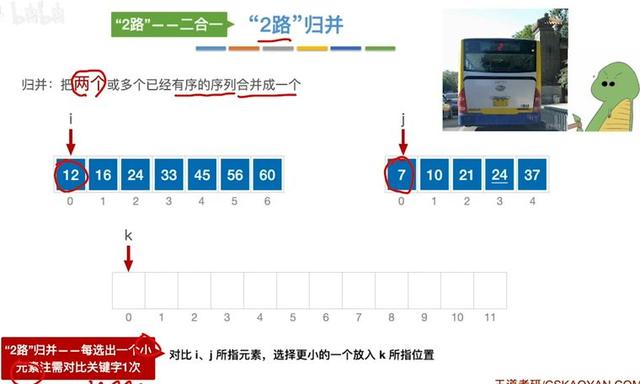 “2路”——二合一
“2路”归并
归并：把两个或多个已经有序的序列合并成一个
i
j
12 16 24 33 45 56 60
7 10 21 24 37
0 1 2 3 4 5 6
0 1 2 3 4
k
0 1 2 3 4 5 6 7 8 9 10 11
“2路”归并——每选出一个小
元素注需对比关键字1次
对比 i、j 所指元素，选择更小的一个放入 k 所指位置
王道考研/CSKAOYAN.COM